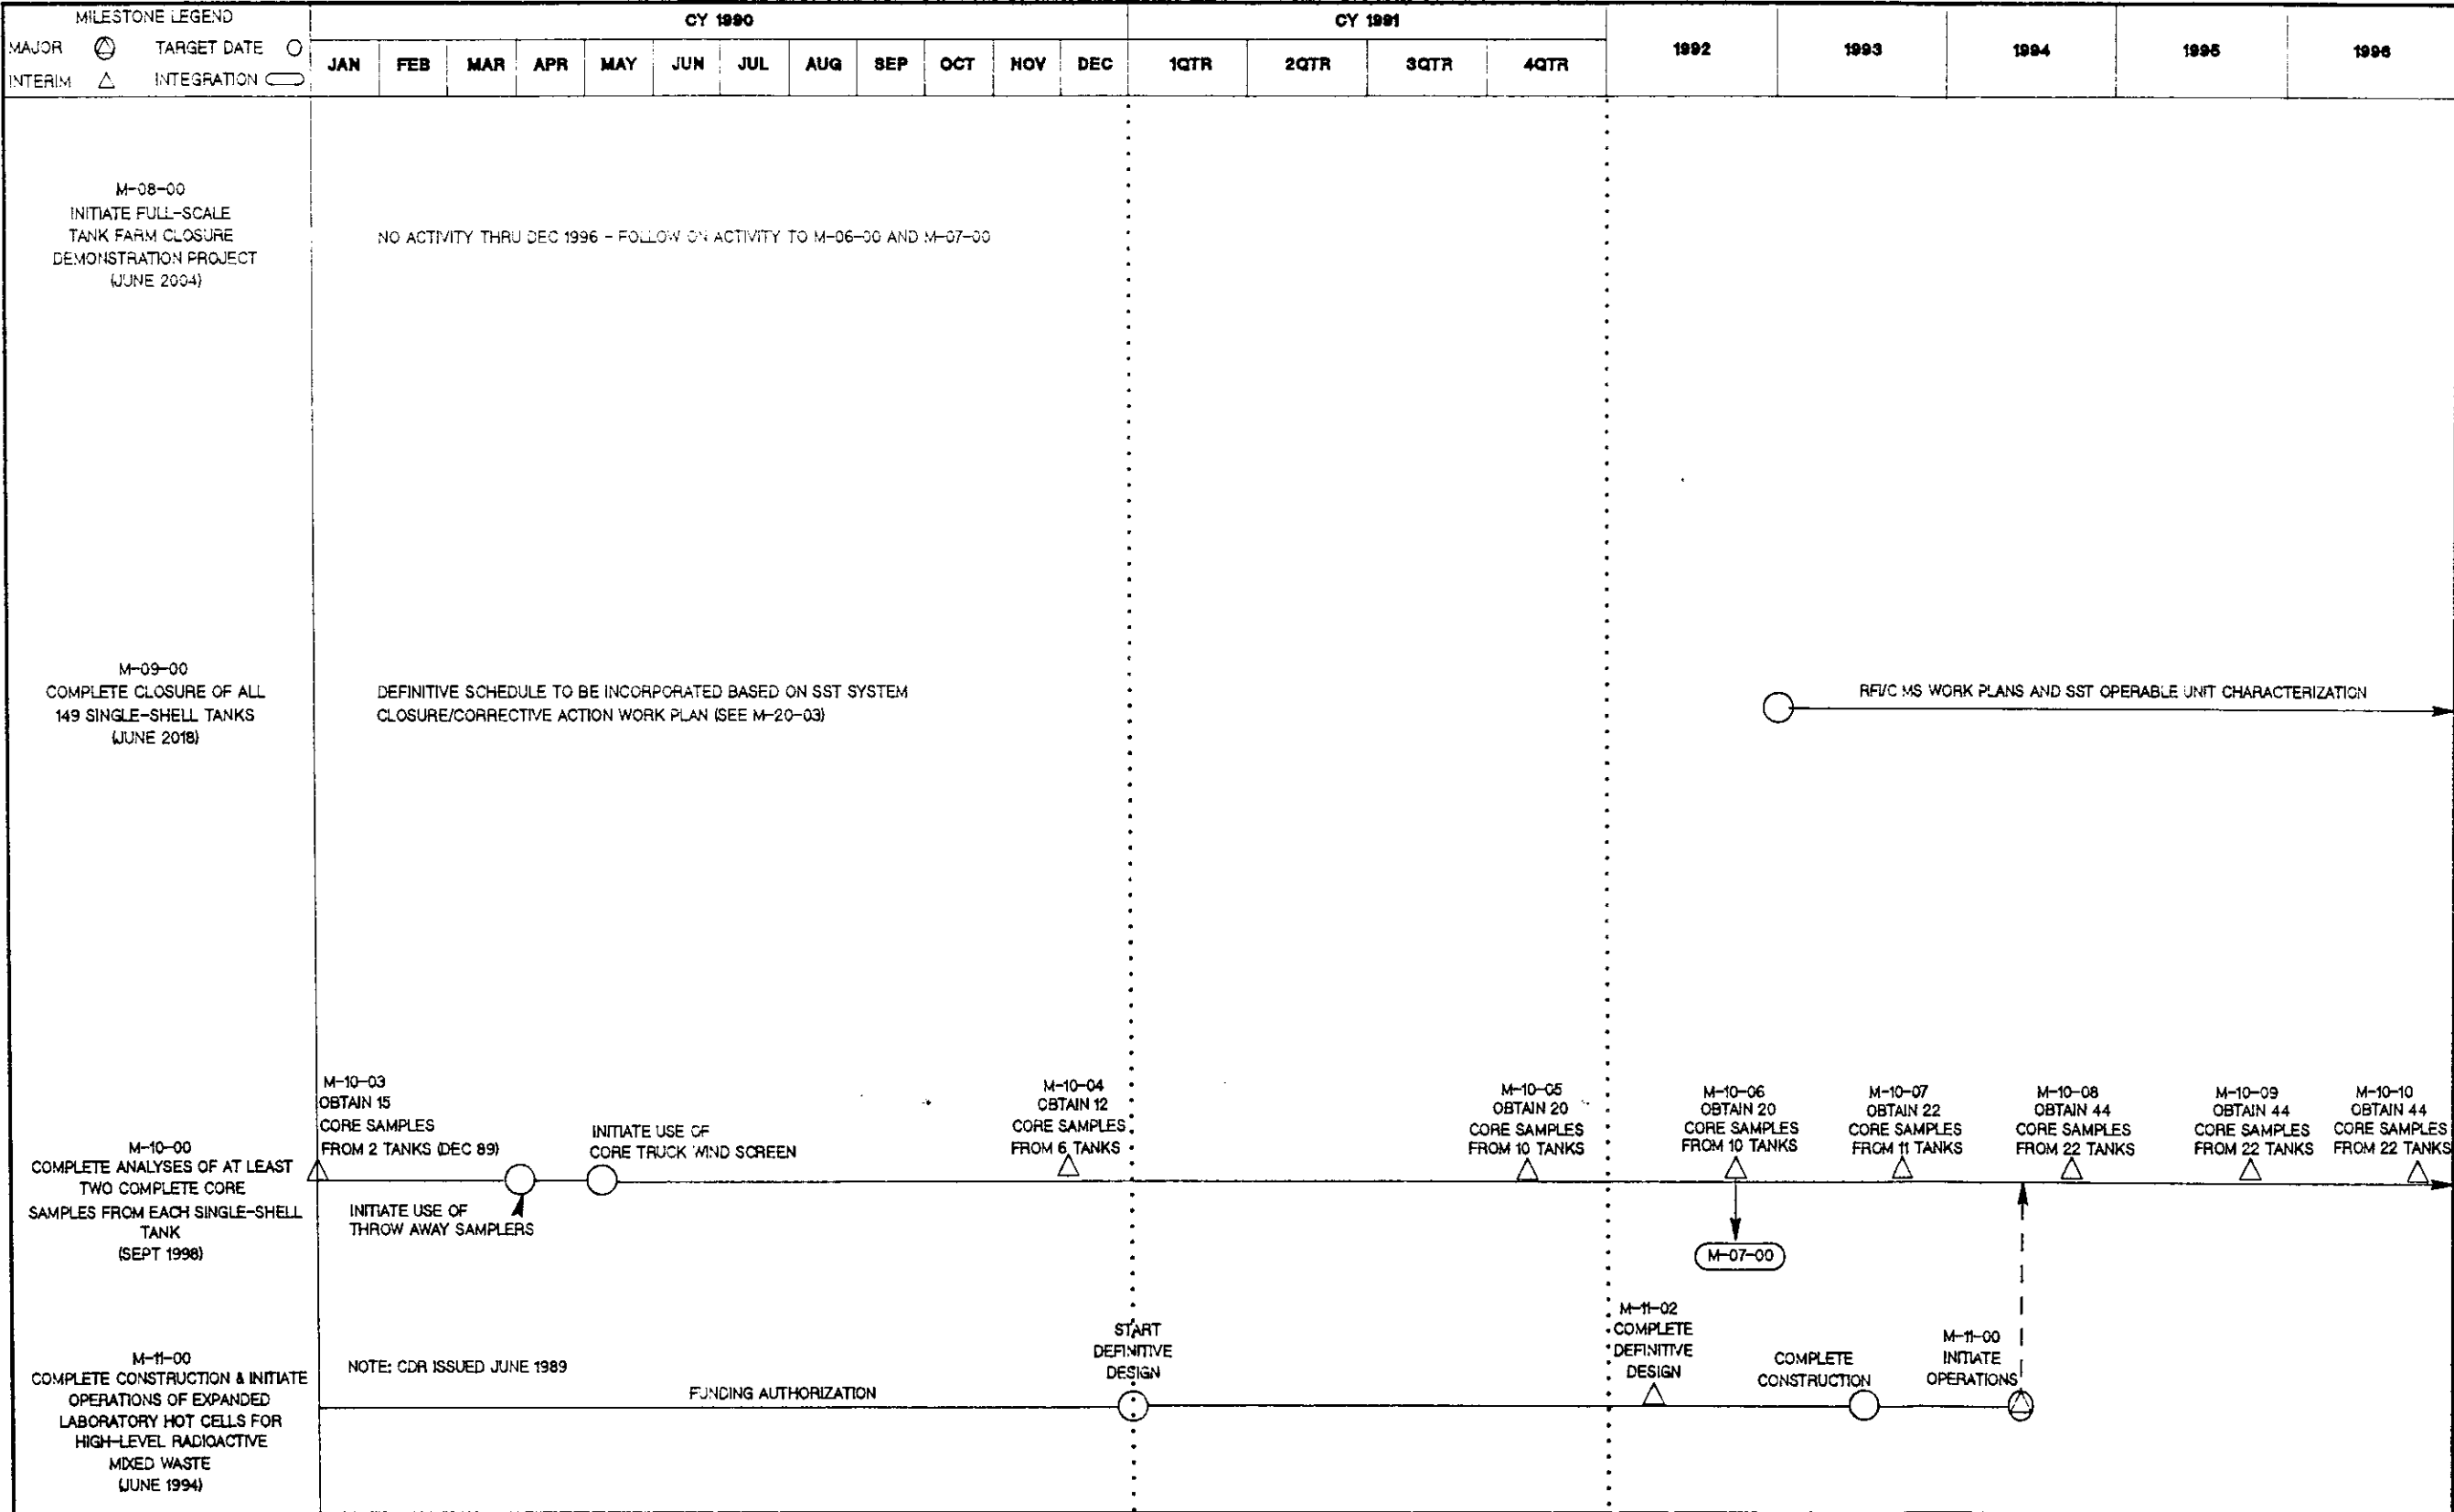 MILESTONE LEGEND
MAJOR TARGET DATE
INTERIM INTEGRATION
CY 1990
JAN FEB MAR APR MAY JUN JUL AUG SEP OCT NOV DEC
CY 1991
1QTR 2QTR 3QTR 4QTR
1992 1993 1994 1995 1996
M-08-00
INITIATE FULL-SCALE
TANK FARM CLOSURE
DEMONSTRATION PROJECT
(JUNE 2004)
NO ACTIVITY THRU DEC 1996 - FOLLOW ON ACTIVITY TO M-06-00 AND M-07-00
M-09-00
COMPLETE CLOSURE OF ALL
149 SINGLE-SHELL TANKS
(JUNE 2018)
DEFINITIVE SCHEDULE TO BE INCORPORATED BASED ON SST SYSTEM
CLOSURE/CORRECTIVE ACTION WORK PLAN (SEE M-20-03)
RFI/C MS WORK PLANS AND SST OPERABLE UNIT CHARACTERIZATION
M-10-00
COMPLETE ANALYSES OF AT LEAST
TWO COMPLETE CORE
SAMPLES FROM EACH SINGLE-SHELL
TANK
(SEPT 1998)
M-10-03
OBTAIN 15
CORE SAMPLES
FROM 2 TANKS (DEC 89)
INITIATE USE OF
THROW AWAY SAMPLERS
INITIATE USE OF
CORE TRUCK WIND SCREEN
M-10-04
OBTAIN 12
CORE SAMPLES
FROM 6 TANKS
M-10-05
OBTAIN 20
CORE SAMPLES
FROM 10 TANKS
M-10-06
OBTAIN 20
CORE SAMPLES
FROM 10 TANKS
M-07-00
M-10-07
OBTAIN 22
CORE SAMPLES
FROM 11 TANKS
M-10-08
OBTAIN 44
CORE SAMPLES
FROM 22 TANKS
M-10-09
OBTAIN 44
CORE SAMPLES
FROM 22 TANKS
M-10-10
OBTAIN 44
CORE SAMPLES
FROM 22 TANKS
M-11-00
COMPLETE CONSTRUCTION & INITIATE
OPERATIONS OF EXPANDED
LABORATORY HOT CELLS FOR
HIGH-LEVEL RADIOACTIVE
MIXED WASTE
(JUNE 1994)
NOTE: CDR ISSUED JUNE 1989
FUNDING AUTHORIZATION
START
DEFINITIVE
DESIGN
M-11-02
COMPLETE
DEFINITIVE
DESIGN
COMPLETE
CONSTRUCTION
M-11-00
INITIATE
OPERATIONS